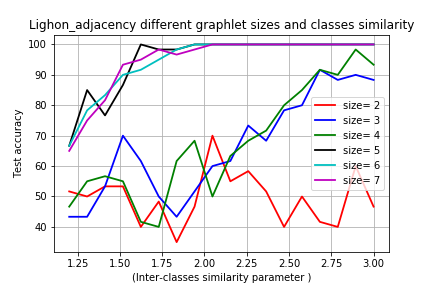 Lighon_adjacency different graphlet sizes and classes similarity
100
90
80
70
60
50
40
Test accuracy
size= 2
size= 3
size= 4
size= 5
size= 6
size= 7
1.25 1.50 1.75 2.00 2.25 2.50 2.75 3.00
(Inter-classes similarity parameter )